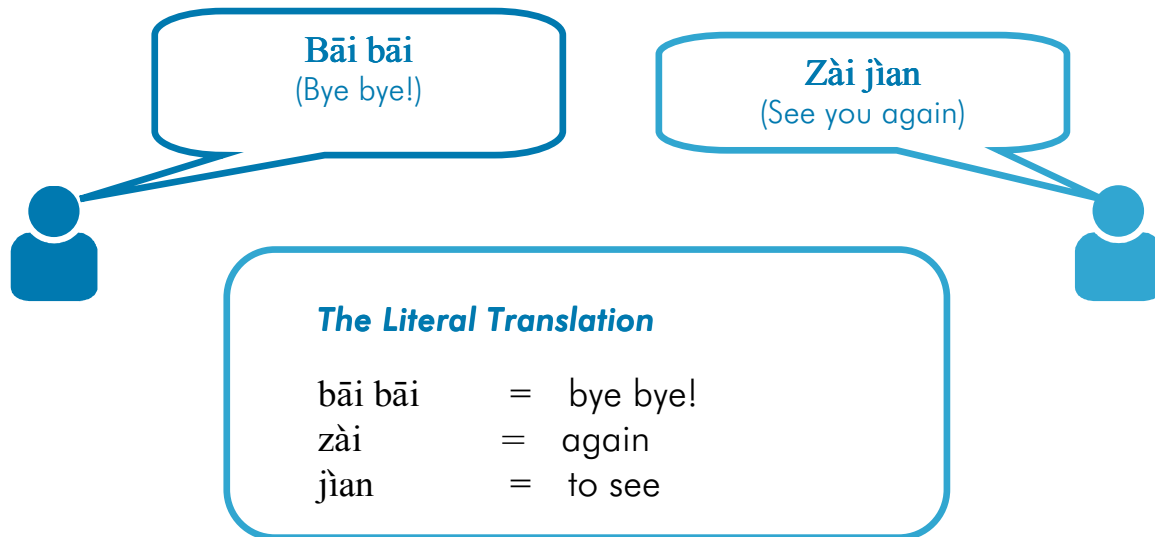 Bāi bāi
(Bye bye!)
Zài jìan
(See you again)
The Literal Translation
bāi bāi = bye bye!
zài = again
jìan = to see